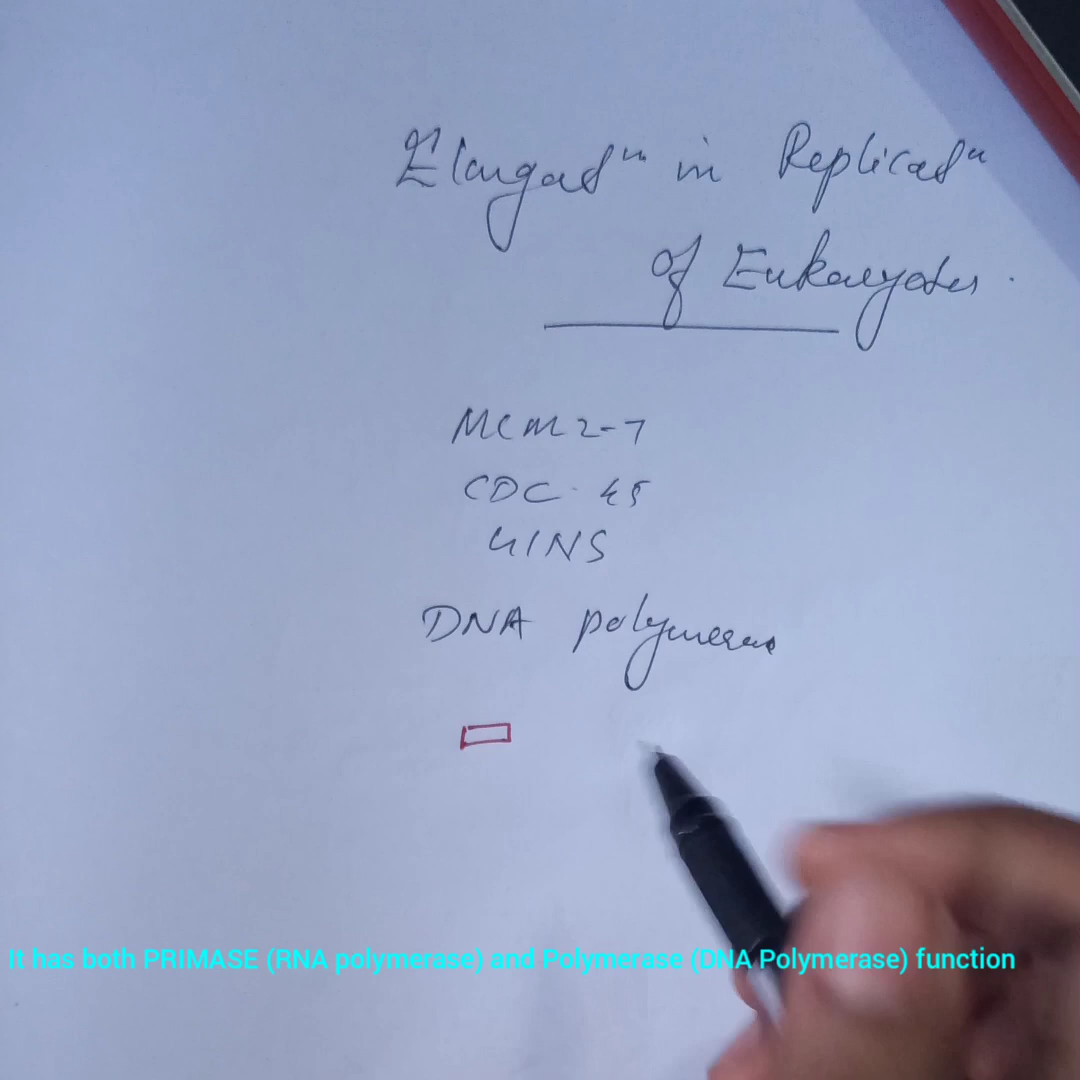 Elongatⁿ in Replicatⁿ
of Eukaryotes.
MCM2-7
CDC 45
GINS
DNA polymerase
It has both PRIMASE (RNA polymerase) and Polymerase (DNA Polymerase) function